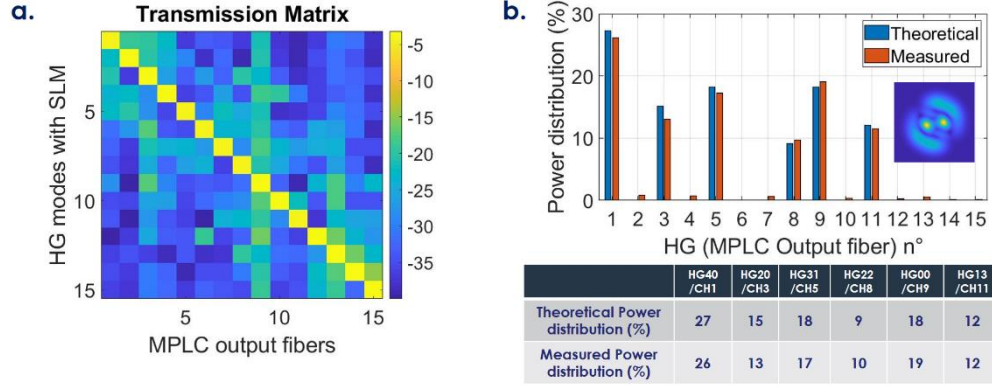 a.
Transmission Matrix
HG modes with SLM
5
10
15
5
10
15
MPLC output fibers
-5
-10
-15
-20
-25
-30
-35
b.
Power distribution (%)
30
20
10
0
Theoretical
Measured
1 2 3 4 5 6 7 8 9 10 11 12 13 14 15
HG (MPLC Output fiber) n°
HG40 /CH1 HG20 /CH3 HG31 /CH5 HG22 /CH8 HG00 /CH9 HG13 /CH11
Theoretical Power distribution (%) 27 15 18 9 18 12
Measured Power distribution (%) 26 13 17 10 19 12